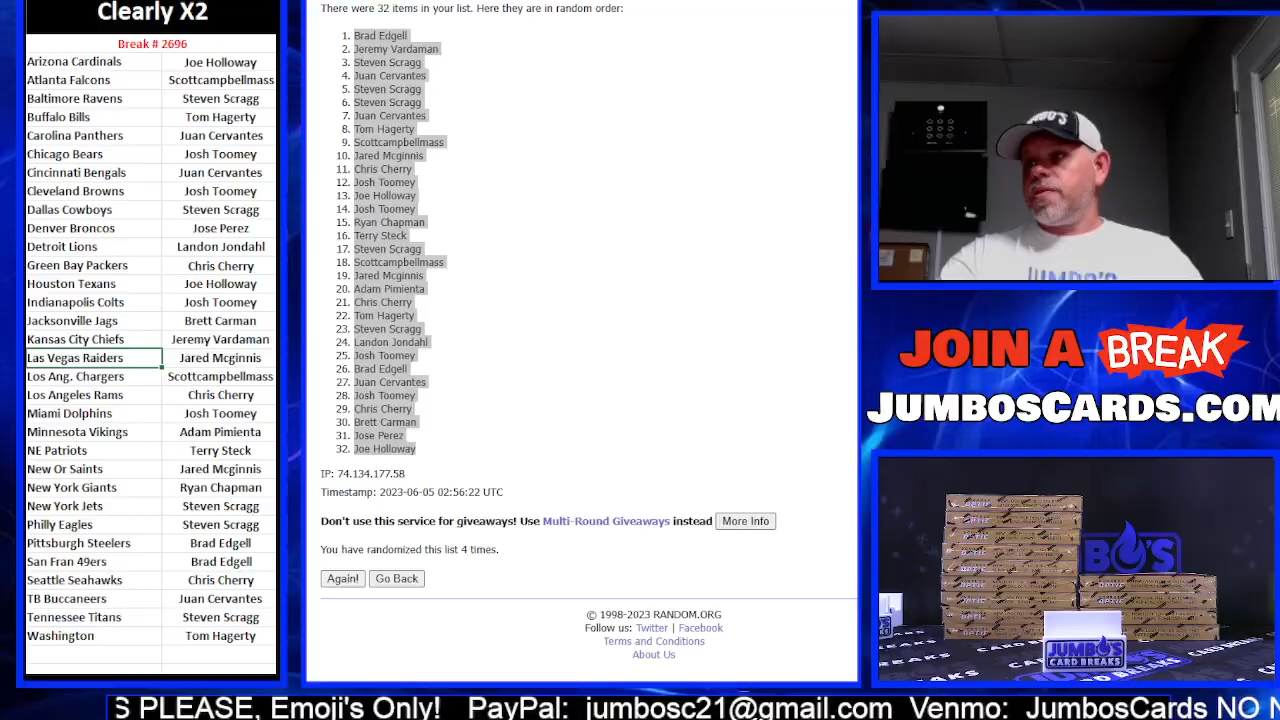 Clearly X2
Break # 2696
Arizona Cardinals Joe Holloway
Atlanta Falcons Scottcampbellmass
Baltimore Ravens Steven Scragg
Buffalo Bills Tom Hagerty
Carolina Panthers Juan Cervantes
Chicago Bears Josh Toomey
Cincinnati Bengals Juan Cervantes
Cleveland Browns Josh Toomey
Dallas Cowboys Steven Scragg
Denver Broncos Jose Perez
Detroit Lions Landon Jondahl
Green Bay Packers Chris Cherry
Houston Texans Joe Holloway
Indianapolis Colts Josh Toomey
Jacksonville Jags Brett Carman
Kansas City Chiefs Jeremy Vardaman
Las Vegas Raiders Jared Mcginnis
Los Ang. Chargers Scottcampbellmass
Los Angeles Rams Chris Cherry
Miami Dolphins Josh Toomey
Minnesota Vikings Adam Pimienta
NE Patriots Terry Steck
New Or Saints Jared Mcginnis
New York Giants Ryan Chapman
New York Jets Steven Scragg
Philly Eagles Steven Scragg
Pittsburgh Steelers Brad Edgell
San Fran 49ers Brad Edgell
Seattle Seahawks Chris Cherry
TB Buccaneers Juan Cervantes
Tennessee Titans Steven Scragg
Washington Tom Hagerty
There were 32 items in your list. Here they are in random order:
1. Brad Edgell
2. Jeremy Vardaman
3. Steven Scragg
4. Juan Cervantes
5. Steven Scragg
6. Steven Scragg
7. Juan Cervantes
8. Tom Hagerty
9. Scottcampbellmass
10. Jared Mcginnis
11. Chris Cherry
12. Josh Toomey
13. Joe Holloway
14. Josh Toomey
15. Ryan Chapman
16. Terry Steck
17. Steven Scragg
18. Scottcampbellmass
19. Jared Mcginnis
20. Adam Pimienta
21. Chris Cherry
22. Tom Hagerty
23. Steven Scragg
24. Landon Jondahl
25. Josh Toomey
26. Brad Edgell
27. Juan Cervantes
28. Josh Toomey
29. Chris Cherry
30. Brett Carman
31. Jose Perez
32. Joe Holloway
IP: 74.134.177.58
Timestamp: 2023-06-05 02:56:22 UTC
Don't use this service for giveaways! Use Multi-Round Giveaways instead More Info
You have randomized this list 4 times.
Again! Go Back
© 1998-2023 RANDOM.ORG
Follow us: Twitter | Facebook
Terms and Conditions
About Us
JUMBO'S
JOIN A BREAK
JUMBOSCARDS.COM
BO'S
JUMBO'S
CARD BREAKS
S PLEASE, Emoji's Only! PayPal: jumbosc21@gmail.com Venmo: JumbosCards NO N